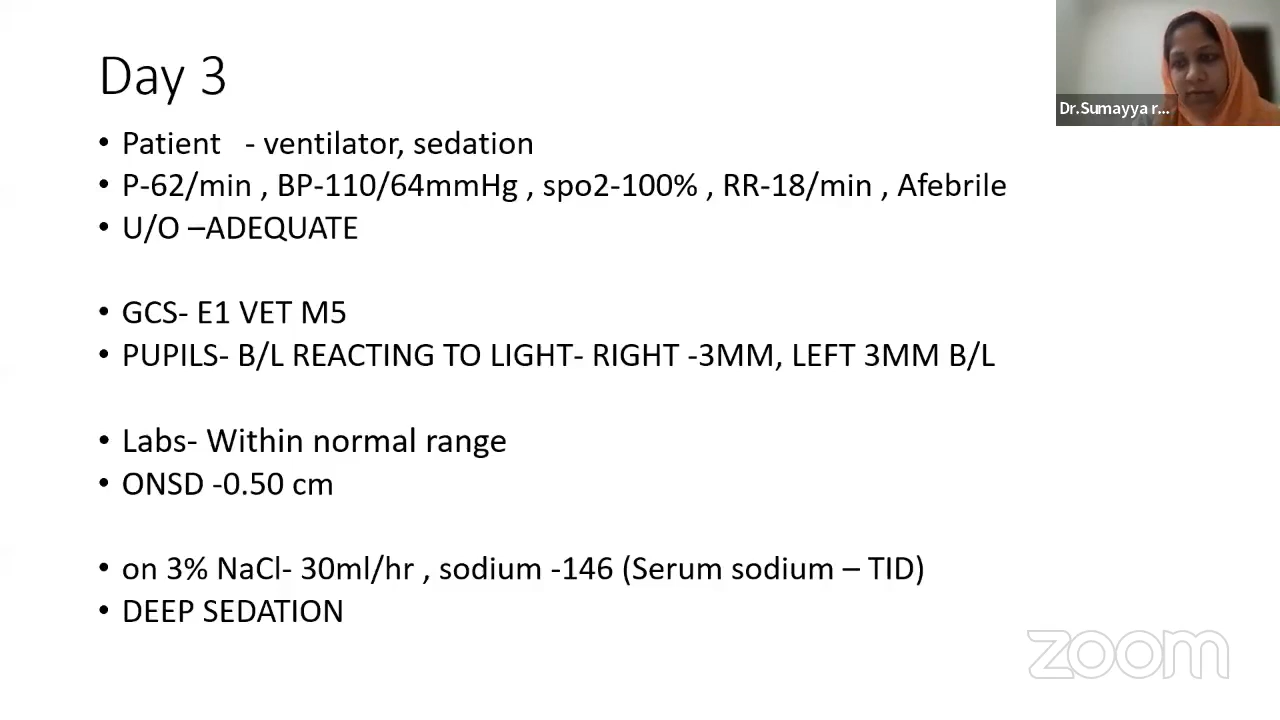 Day 3
Dr.Sumayya r...
• Patient - ventilator, sedation
• P-62/min , BP-110/64mmHg , spo2-100% , RR-18/min , Afebrile
• U/O –ADEQUATE
• GCS- E1 VET M5
• PUPILS- B/L REACTING TO LIGHT- RIGHT -3MM, LEFT 3MM B/L
• Labs- Within normal range
• ONSD -0.50 cm
• on 3% NaCl- 30ml/hr , sodium -146 (Serum sodium – TID)
• DEEP SEDATION
zoom